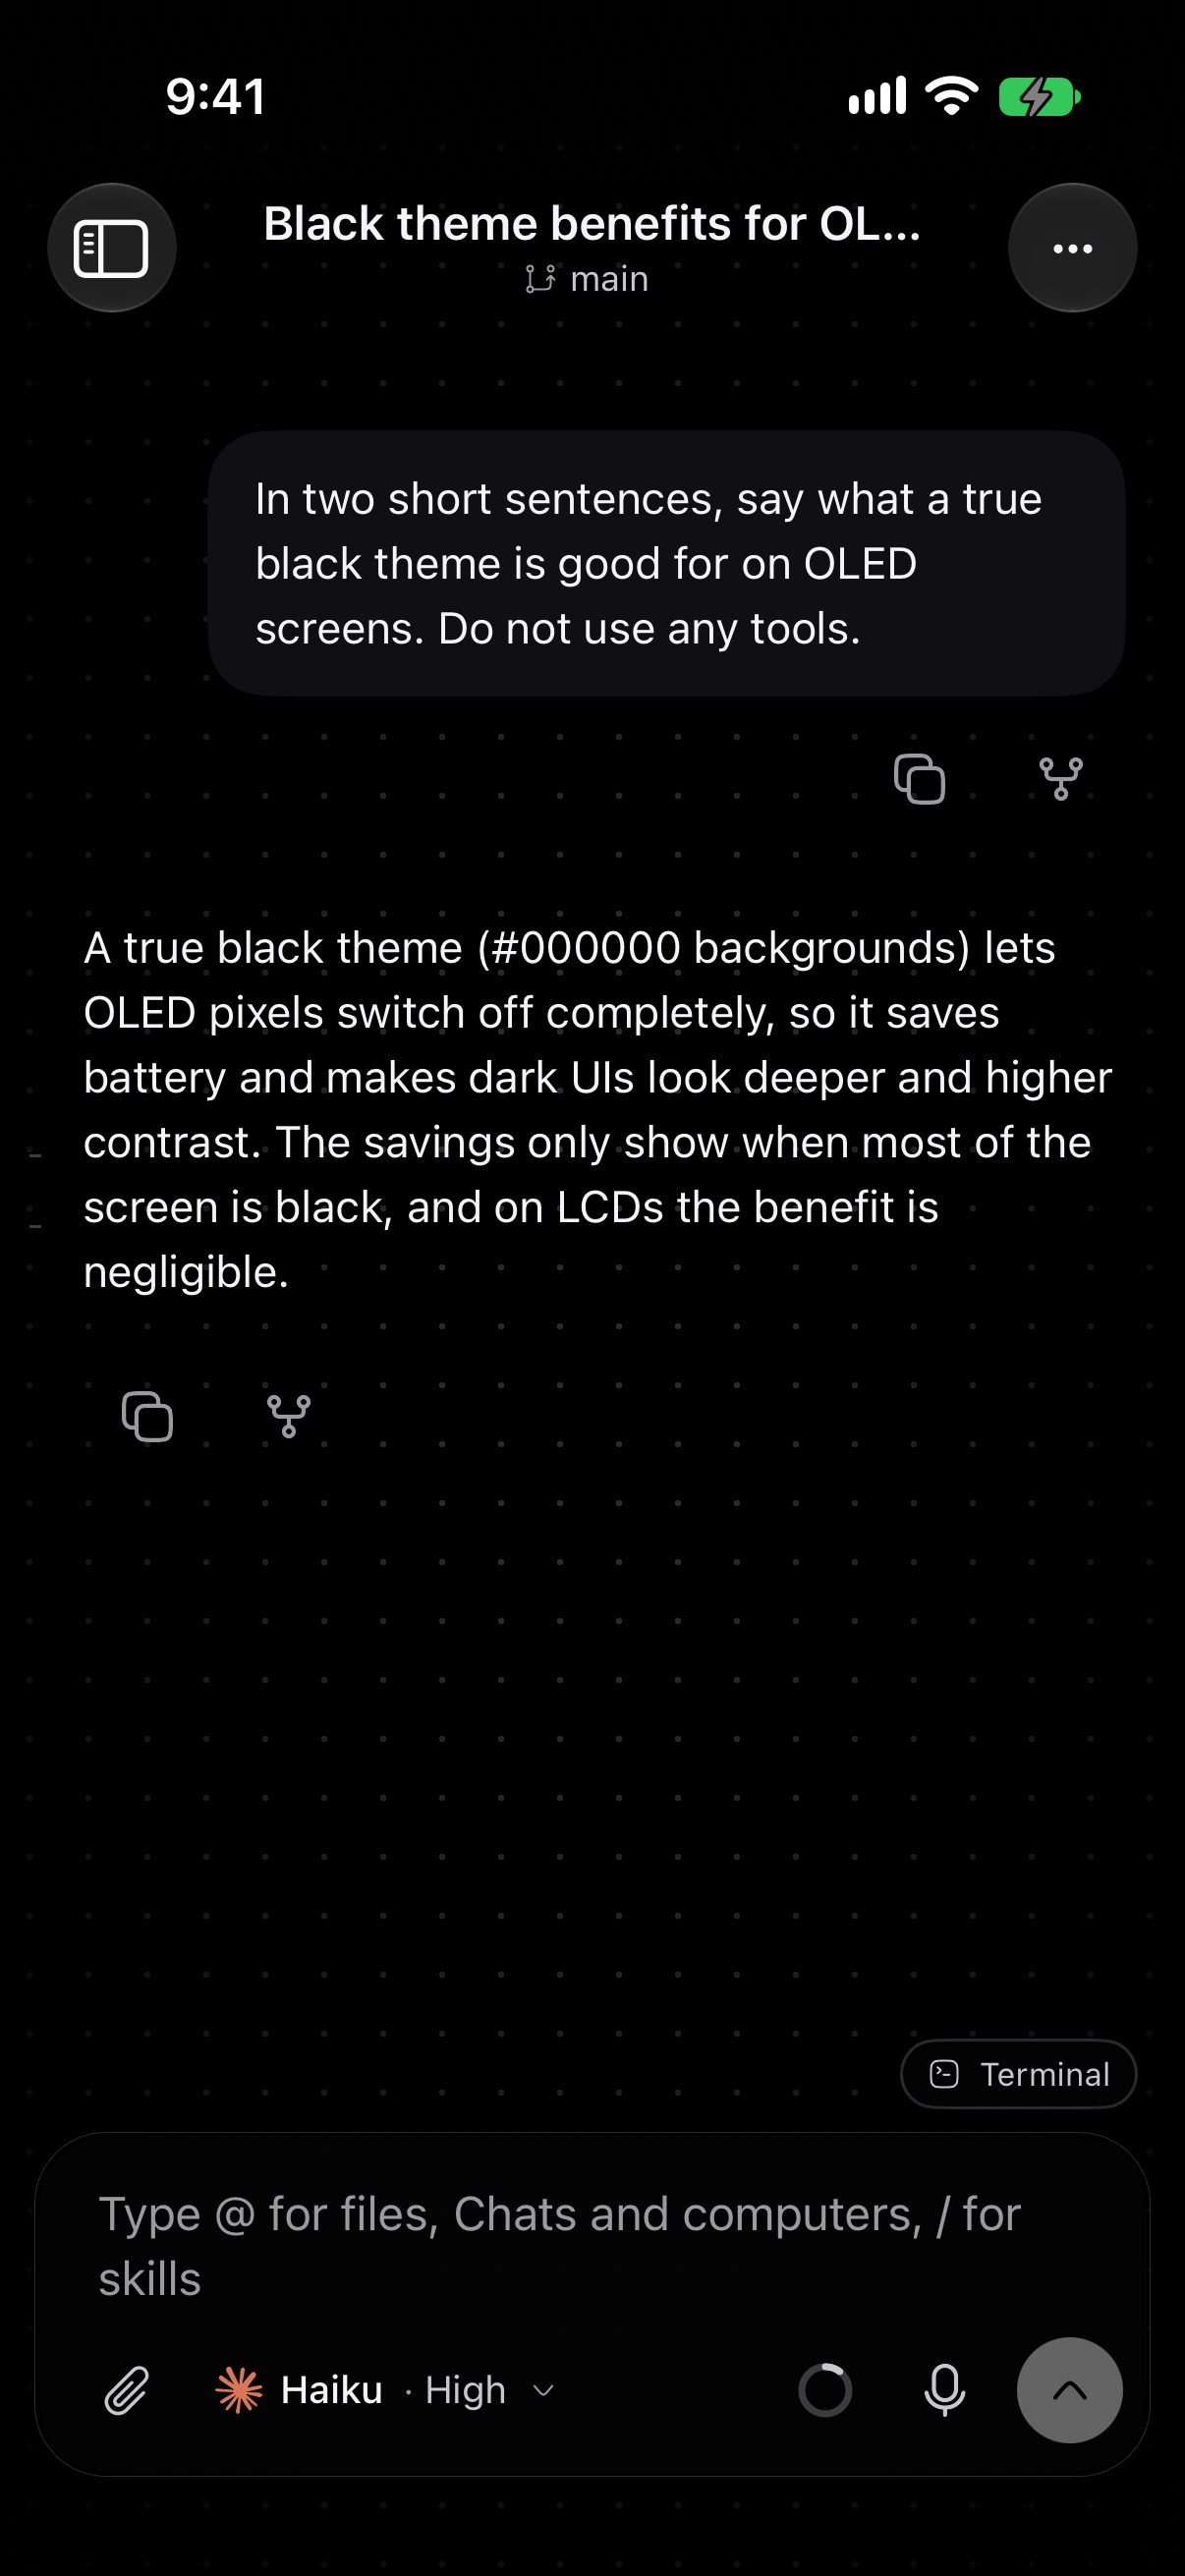 9:41
Black theme benefits for OL...
main
In two short sentences, say what a true
black theme is good for on OLED
screens. Do not use any tools.
A true black theme (#000000 backgrounds) lets
OLED pixels switch off completely, so it saves
battery and makes dark UIs look deeper and higher
contrast. The savings only show when most of the
screen is black, and on LCDs the benefit is
negligible.
Terminal
Type @ for files, Chats and computers, / for
skills
Haiku · High